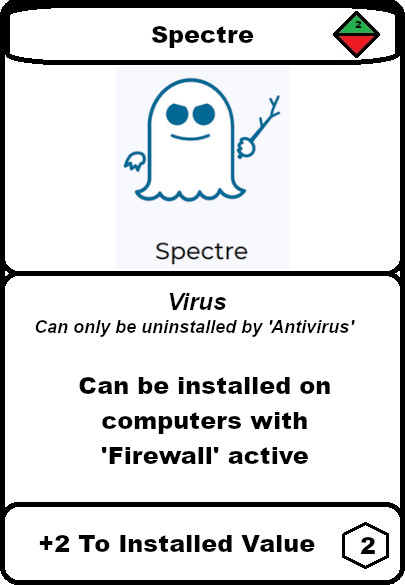 Spectre
2
Spectre
Virus
Can only be uninstalled by 'Antivirus'
Can be installed on
computers with
'Firewall' active
+2 To Installed Value
2